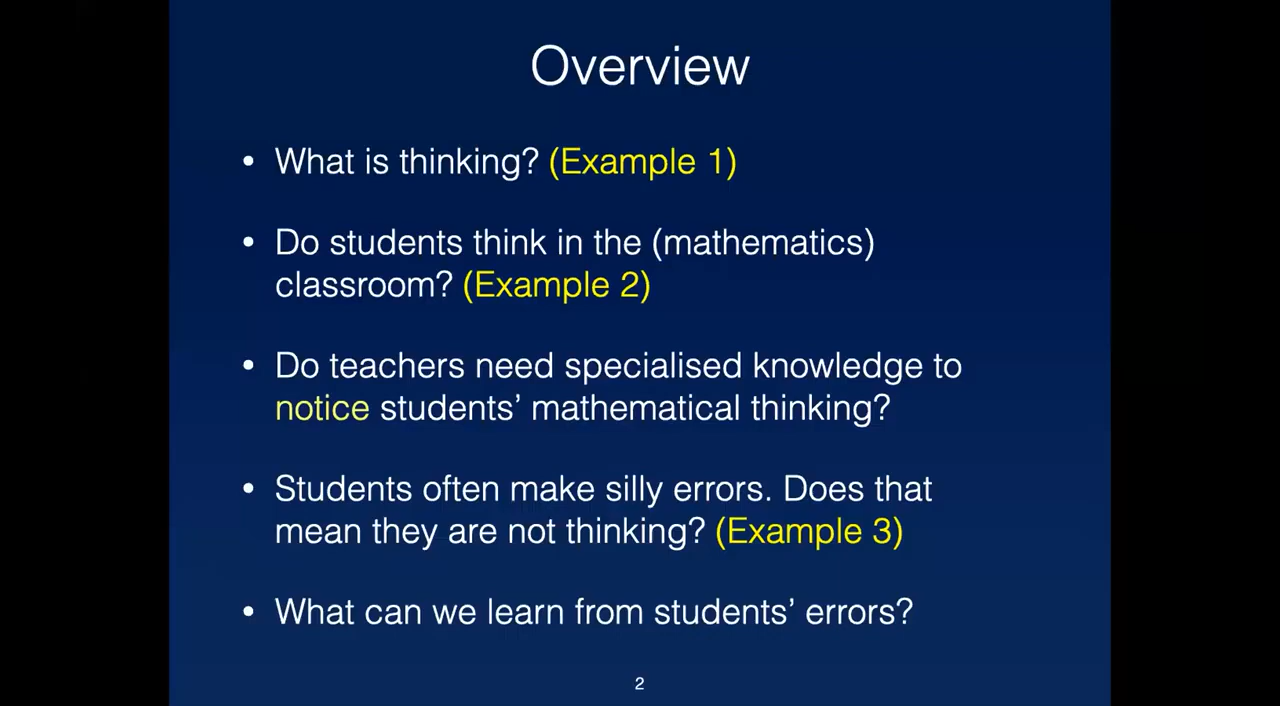 Overview
• What is thinking? (Example 1)
• Do students think in the (mathematics)
classroom? (Example 2)
• Do teachers need specialised knowledge to
notice students’ mathematical thinking?
• Students often make silly errors. Does that
mean they are not thinking? (Example 3)
• What can we learn from students’ errors?
2